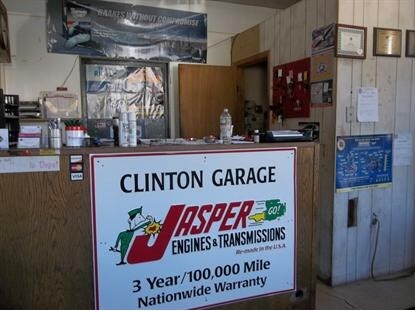 BRAKES WITHOUT COMPROMISE
VISA
CLINTON GARAGE
JASPER
GO!
ENGINES & TRANSMISSIONS
Re-made in the U.S.A.
3 Year/100,000 Mile
Nationwide Warranty